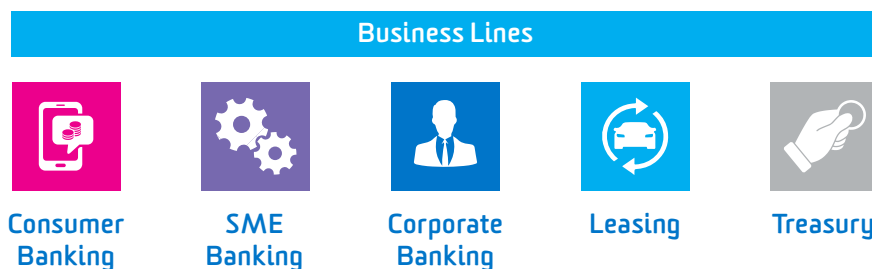 Business Lines
Consumer
Banking
SME
Banking
Corporate
Banking
Leasing
Treasury